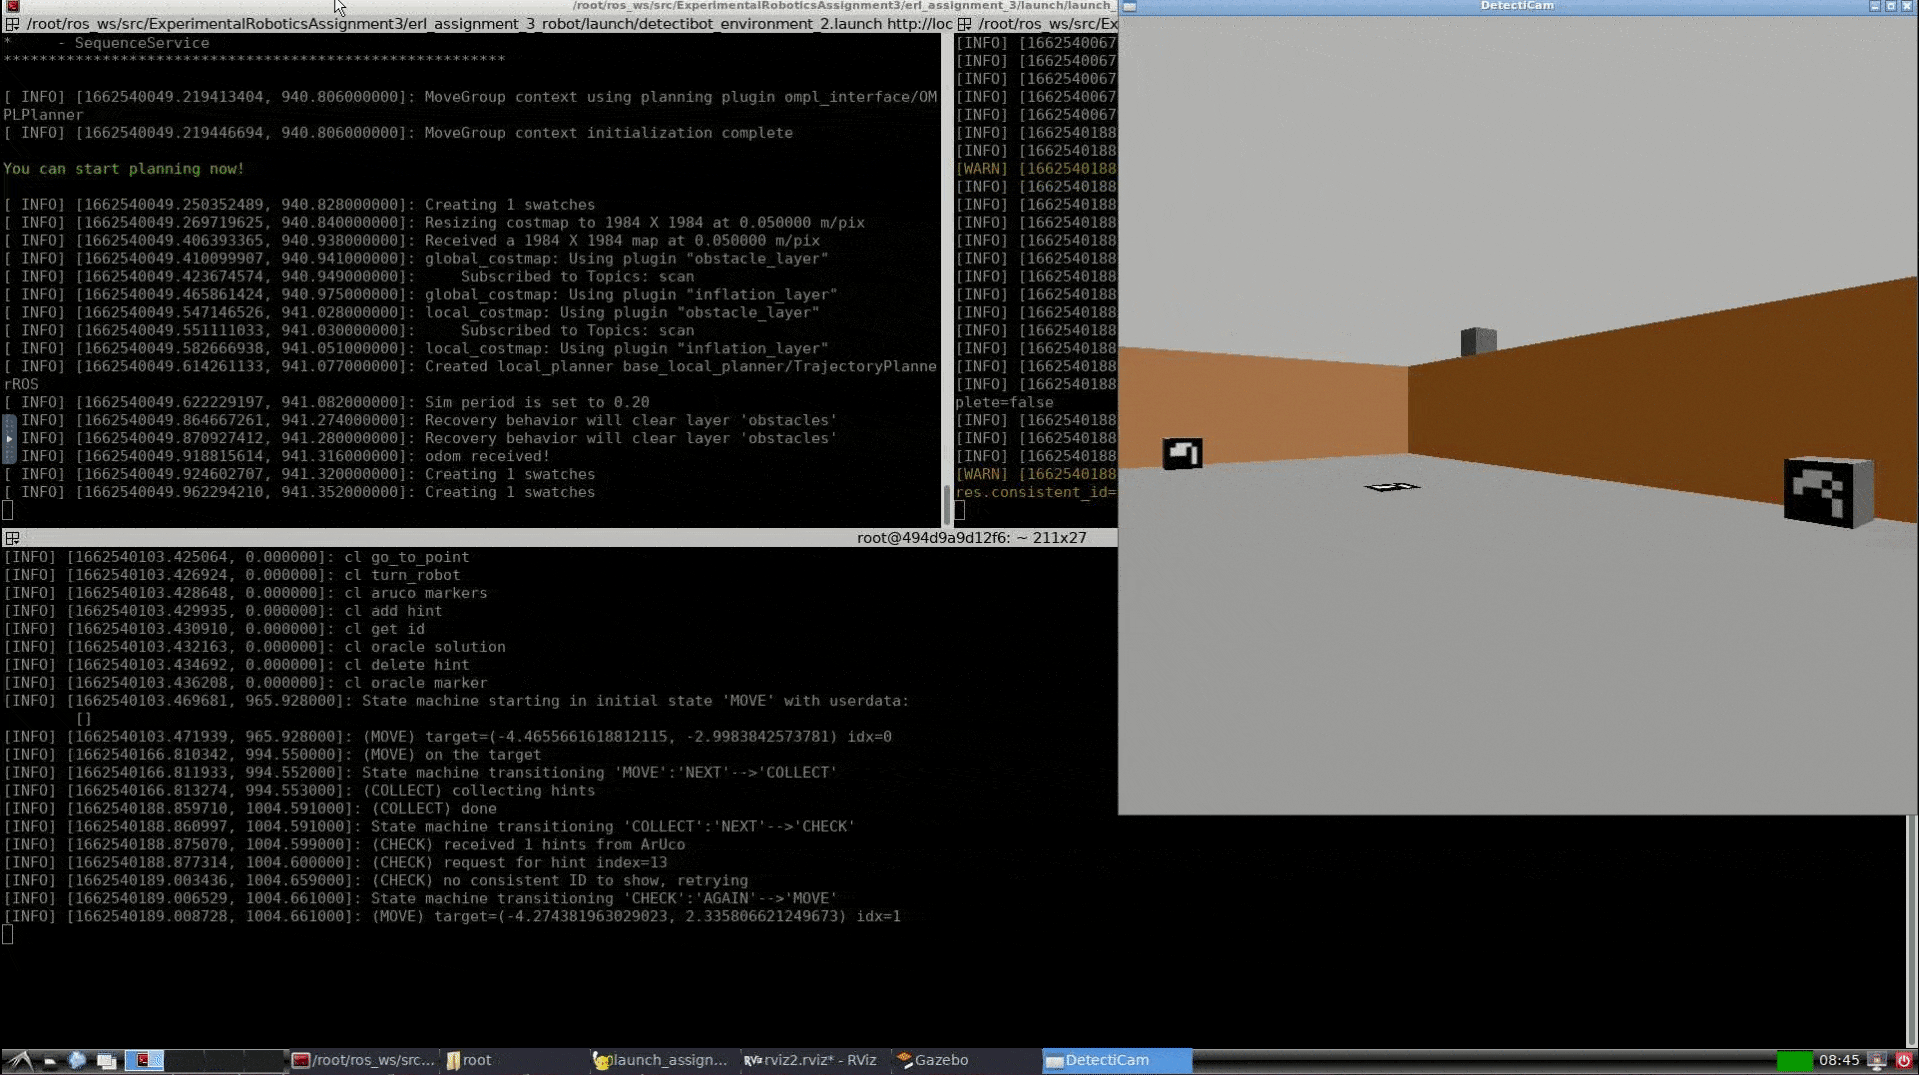 /root/ros_ws/src/ExperimentalRoboticsAssignment3/erl_assignment_3/launch/launch_
DetectiCam
/root/ros_ws/src/ExperimentalRoboticsAssignment3/erl_assignment_3_robot/launch/detectibot_environment_2.launch http://loc
/root/ros_ws/src/Ex
*     - SequenceService
********************************************************
[ INFO] [1662540049.219413404, 940.806000000]: MoveGroup context using planning plugin ompl_interface/OM
PLPlanner
[ INFO] [1662540049.219446694, 940.806000000]: MoveGroup context initialization complete
You can start planning now!
[ INFO] [1662540049.250352489, 940.828000000]: Creating 1 swatches
[ INFO] [1662540049.269719625, 940.840000000]: Resizing costmap to 1984 X 1984 at 0.050000 m/pix
[ INFO] [1662540049.406393365, 940.938000000]: Received a 1984 X 1984 map at 0.050000 m/pix
[ INFO] [1662540049.410099907, 940.941000000]: global_costmap: Using plugin "obstacle_layer"
[ INFO] [1662540049.423674574, 940.949000000]:     Subscribed to Topics: scan
[ INFO] [1662540049.465861424, 940.975000000]: global_costmap: Using plugin "inflation_layer"
[ INFO] [1662540049.547146526, 941.028000000]: local_costmap: Using plugin "obstacle_layer"
[ INFO] [1662540049.551111033, 941.030000000]:     Subscribed to Topics: scan
[ INFO] [1662540049.582666938, 941.051000000]: local_costmap: Using plugin "inflation_layer"
[ INFO] [1662540049.614261133, 941.077000000]: Created local_planner base_local_planner/TrajectoryPlanne
rROS
[ INFO] [1662540049.622229197, 941.082000000]: Sim period is set to 0.20
INFO] [1662540049.864667261, 941.274000000]: Recovery behavior will clear layer 'obstacles'
INFO] [1662540049.870927412, 941.280000000]: Recovery behavior will clear layer 'obstacles'
INFO] [1662540049.918815614, 941.316000000]: odom received!
[ INFO] [1662540049.924602707, 941.320000000]: Creating 1 swatches
[ INFO] [1662540049.962294210, 941.352000000]: Creating 1 swatches
[INFO] [1662540067
[INFO] [1662540067
[INFO] [1662540067
[INFO] [1662540067
[INFO] [1662540067
[INFO] [1662540188
[INFO] [1662540188
[WARN] [1662540188
[INFO] [1662540188
[INFO] [1662540188
[INFO] [1662540188
[INFO] [1662540188
[INFO] [1662540188
[INFO] [1662540188
[INFO] [1662540188
[INFO] [1662540188
[INFO] [1662540188
[INFO] [1662540188
[INFO] [1662540188
[INFO] [1662540188
plete=false
[INFO] [1662540188
[INFO] [1662540188
[INFO] [1662540188
[WARN] [1662540188
res.consistent_id=
root@494d9a9d12f6: ~ 211x27
[INFO] [1662540103.425064, 0.000000]: cl go_to_point
[INFO] [1662540103.426924, 0.000000]: cl turn_robot
[INFO] [1662540103.428648, 0.000000]: cl aruco markers
[INFO] [1662540103.429935, 0.000000]: cl add hint
[INFO] [1662540103.430910, 0.000000]: cl get id
[INFO] [1662540103.432163, 0.000000]: cl oracle solution
[INFO] [1662540103.434692, 0.000000]: cl delete hint
[INFO] [1662540103.436208, 0.000000]: cl oracle marker
[INFO] [1662540103.469681, 965.928000]: State machine starting in initial state 'MOVE' with userdata:
[]
[INFO] [1662540103.471939, 965.928000]: (MOVE) target=(-4.4655661618812115, -2.9983842573781) idx=0
[INFO] [1662540166.810342, 994.550000]: (MOVE) on the target
[INFO] [1662540166.811933, 994.552000]: State machine transitioning 'MOVE':'NEXT'-->'COLLECT'
[INFO] [1662540166.813274, 994.553000]: (COLLECT) collecting hints
[INFO] [1662540188.859710, 1004.591000]: (COLLECT) done
[INFO] [1662540188.860997, 1004.591000]: State machine transitioning 'COLLECT':'NEXT'-->'CHECK'
[INFO] [1662540188.875070, 1004.599000]: (CHECK) received 1 hints from ArUco
[INFO] [1662540188.877314, 1004.600000]: (CHECK) request for hint index=13
[INFO] [1662540189.003436, 1004.659000]: (CHECK) no consistent ID to show, retrying
[INFO] [1662540189.006529, 1004.661000]: State machine transitioning 'CHECK':'AGAIN'-->'MOVE'
[INFO] [1662540189.008728, 1004.661000]: (MOVE) target=(-4.274381963029023, 2.335806621249673) idx=1
/root/ros_ws/src...
root
launch_assign...
RViz rviz2.rviz* - RViz
Gazebo
DetectiCam
08:45